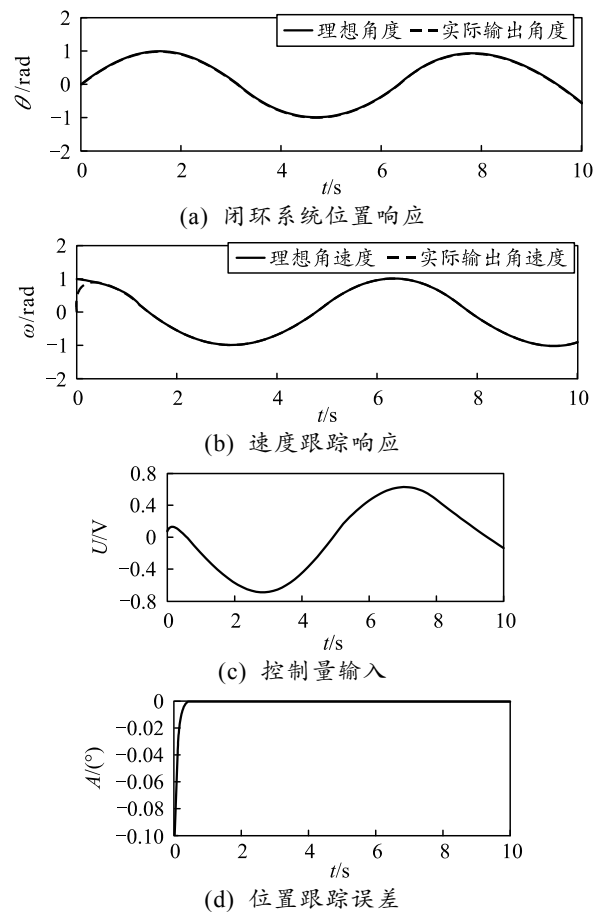 理想角度 实际输出角度
2
1
0
−1
−2
θ/rad
0 2 4 6 8 10
t/s
(a) 闭环系统位置响应
理想角速度 实际输出角速度
2
1
0
−1
−2
ω/rad
0 2 4 6 8 10
t/s
(b) 速度跟踪响应
0.8
0.4
0
−0.4
−0.8
U/V
0 2 4 6 8 10
t/s
(c) 控制量输入
0
−0.02
−0.04
−0.06
−0.08
−0.10
A/(°)
0 2 4 6 8 10
t/s
(d) 位置跟踪误差